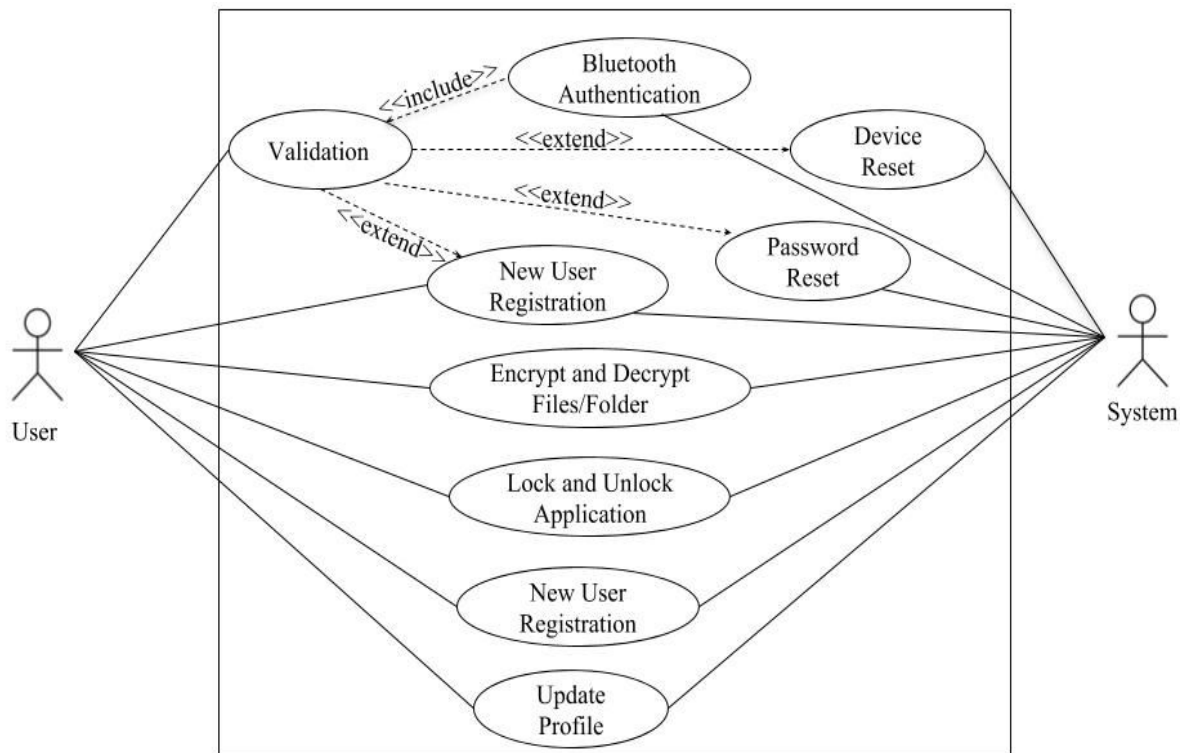 Bluetooth
Authentication
<<include>>
Validation
<<extend>>
Device
Reset
<<extend>>
<<extend>>
Password
Reset
New User
Registration
Encrypt and Decrypt
Files/Folder
User
System
Lock and Unlock
Application
New User
Registration
Update
Profile